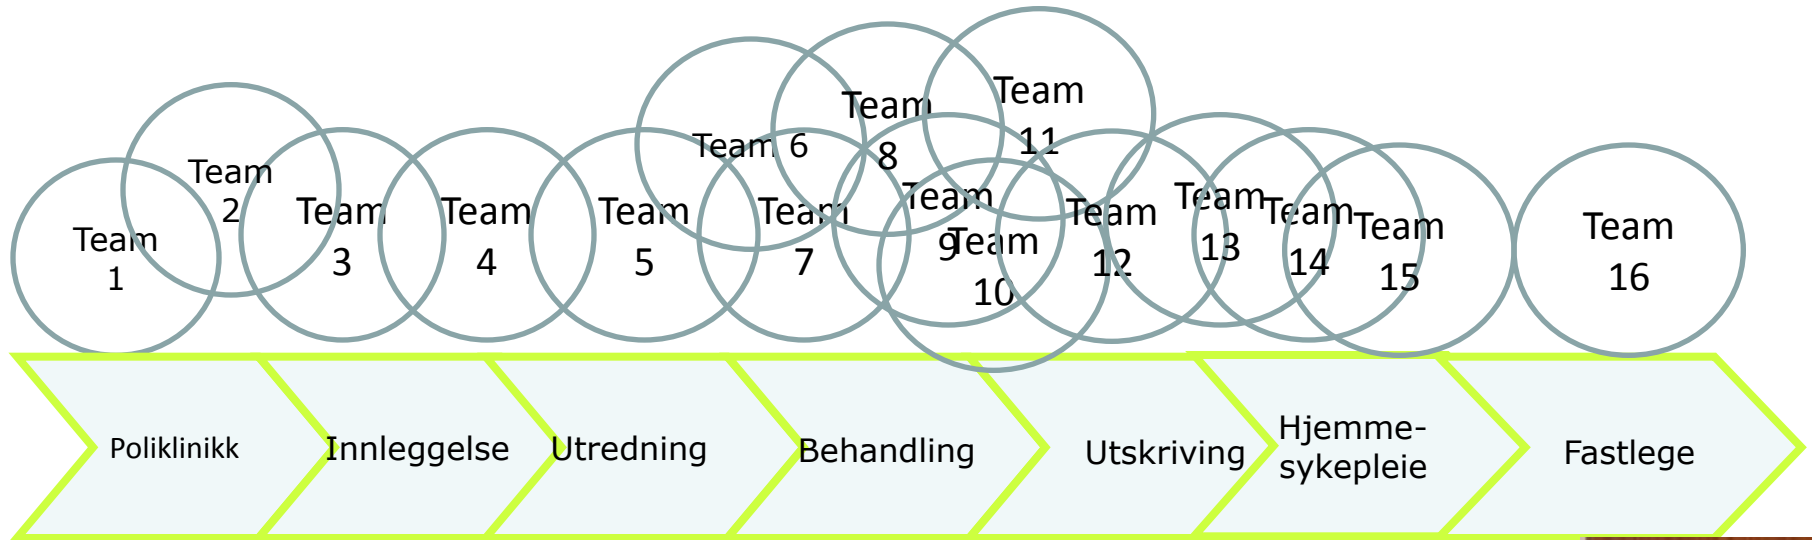 Team
1
Team
2
Team
3
Team
4
Team
5
Team 6
Team
7
Team
8
Team
9
Team
10
Team
11
Team
12
Team
13
Team
14
Team
15
Team
16
Poliklinikk
Innleggelse
Utredning
Behandling
Utskriving
Hjemme-
sykepleie
Fastlege